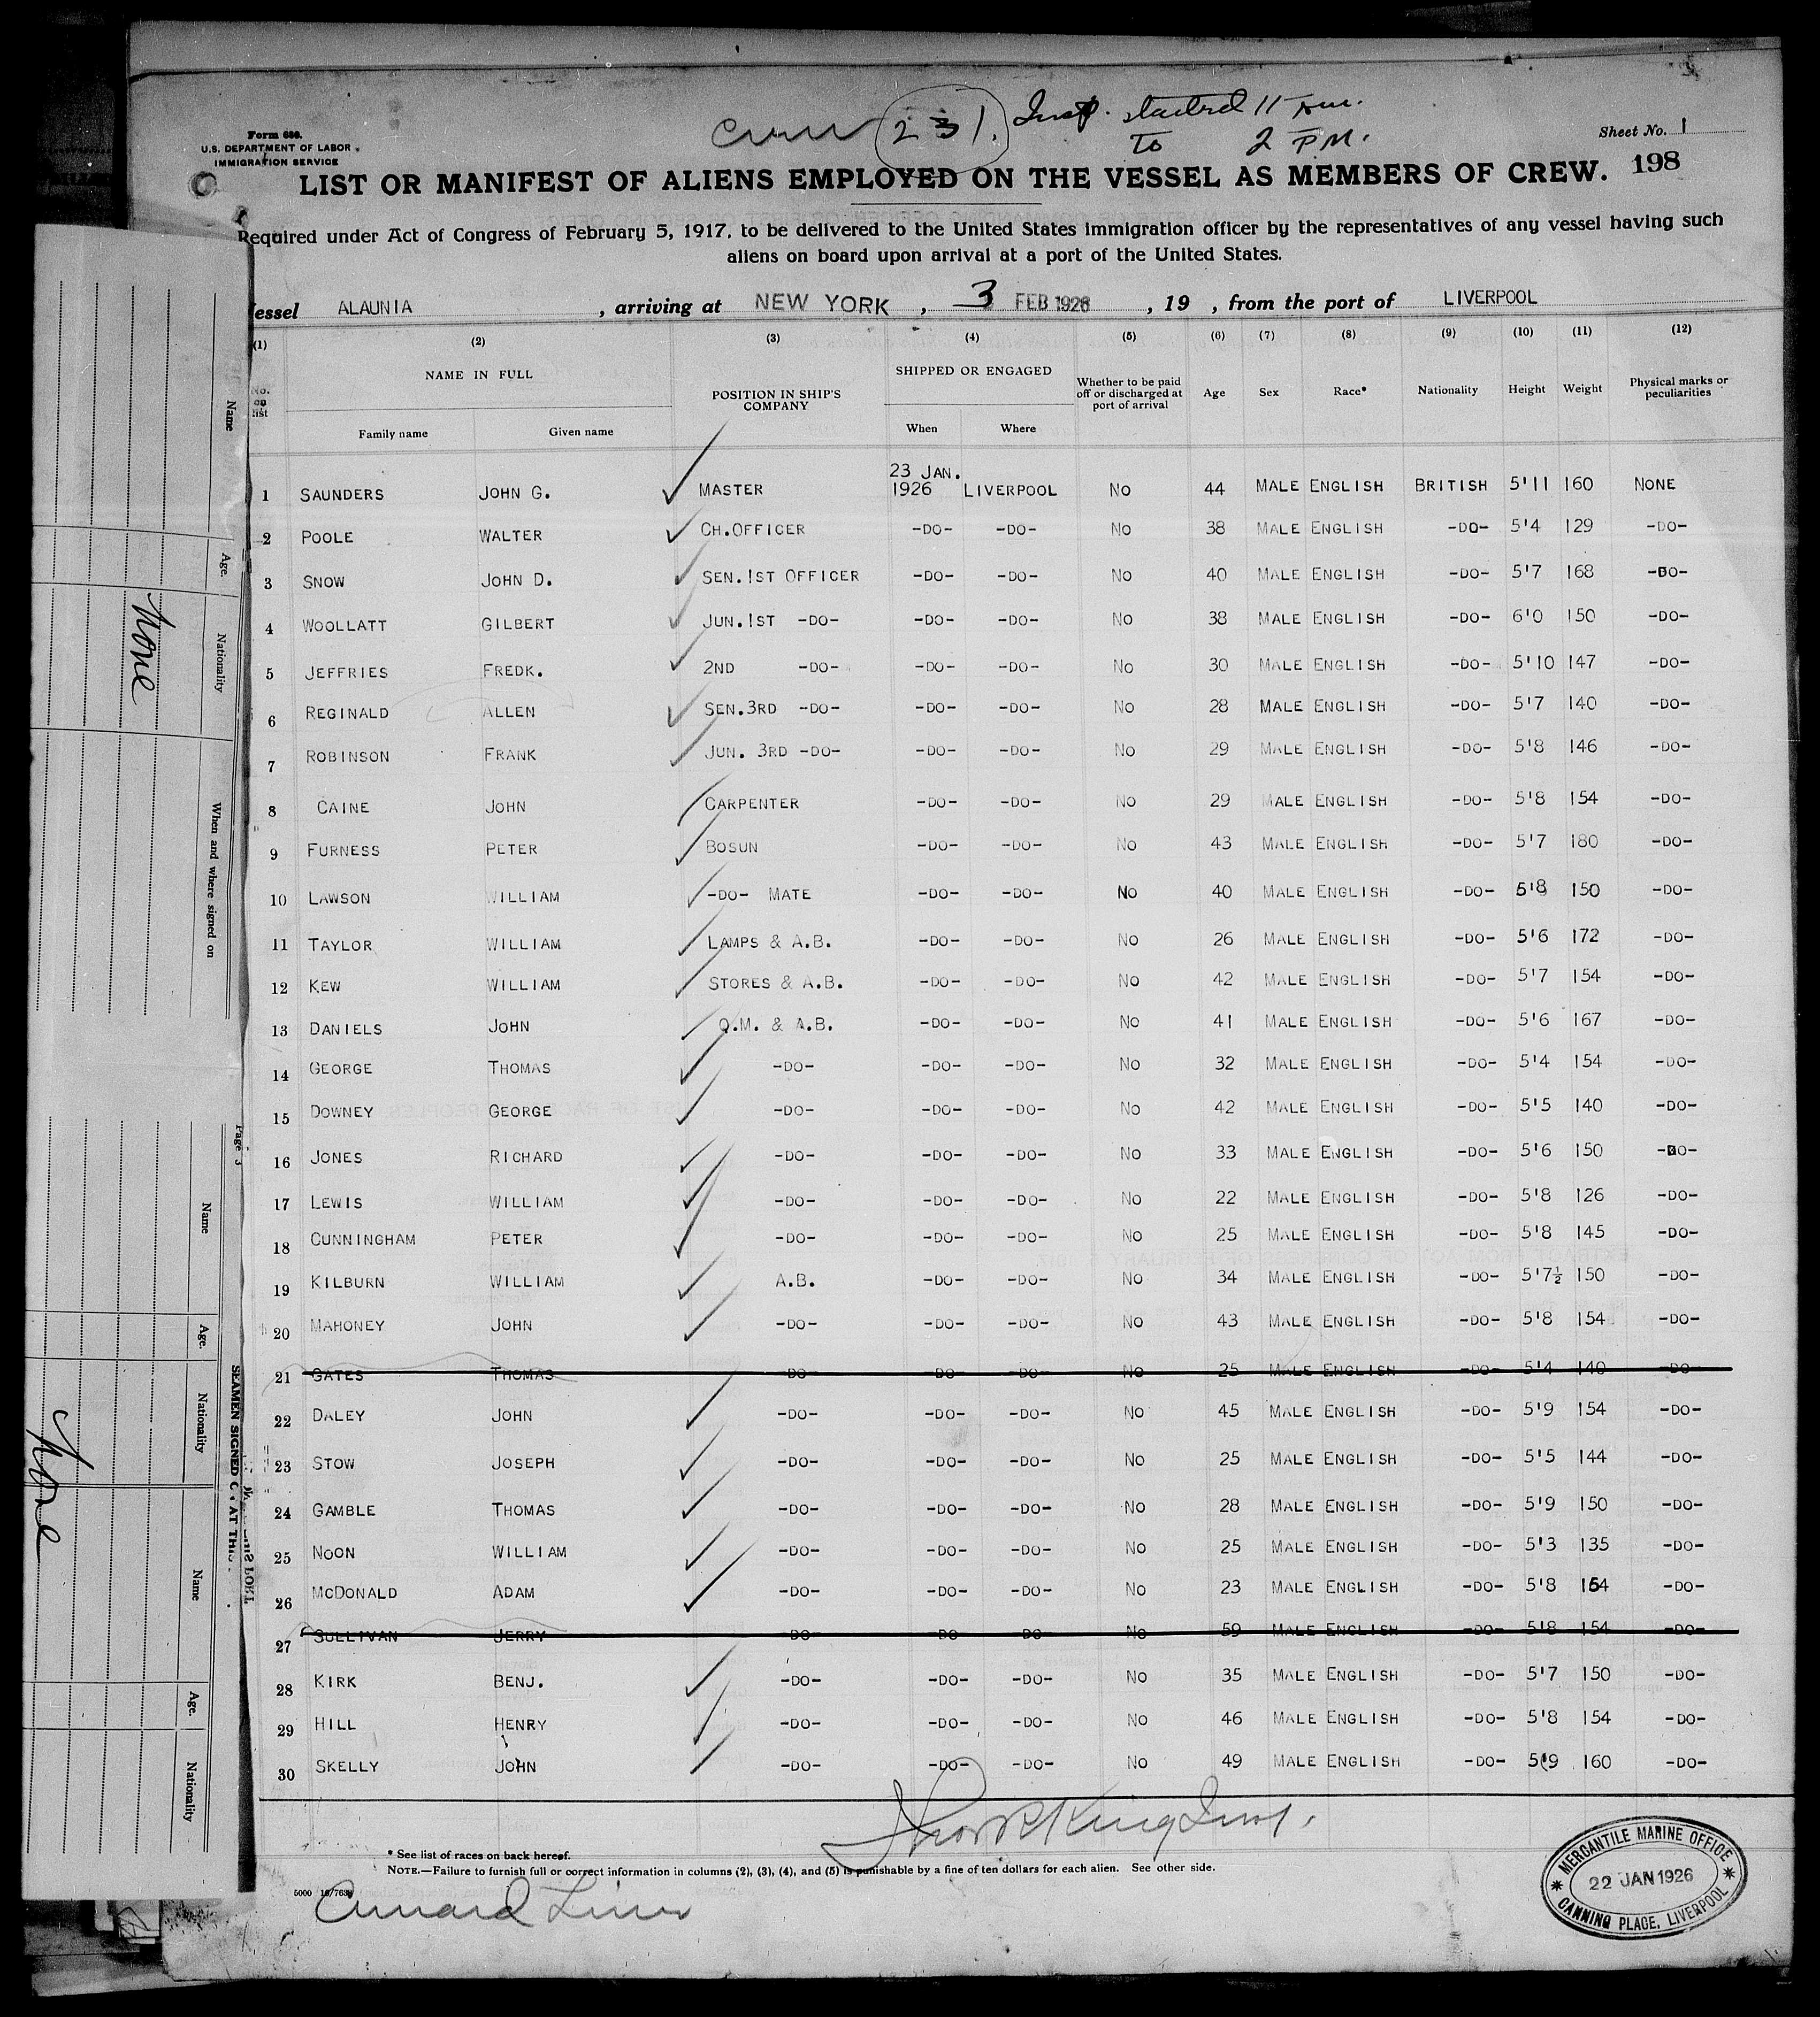 Crew 231. Insp. started 11 am.
to 2 PM.
Form 680.
U.S. DEPARTMENT OF LABOR
IMMIGRATION SERVICE
Sheet No. 1
198
LIST OR MANIFEST OF ALIENS EMPLOYED ON THE VESSEL AS MEMBERS OF CREW.
Required under Act of Congress of February 5, 1917, to be delivered to the United States immigration officer by the representatives of any vessel having such
aliens on board upon arrival at a port of the United States.
Vessel ALAUNIA , arriving at NEW YORK , 3 FEB 1926 , 19 , from the port of LIVERPOOL
(1) (2) (3) (4) (5) (6) (7) (8) (9) (10) (11) (12)
No. on list
NAME IN FULL
Family name Given name
POSITION IN SHIP'S COMPANY
SHIPPED OR ENGAGED
When Where
Whether to be paid off or discharged at port of arrival
Age Sex Race* Nationality Height Weight Physical marks or peculiarities
1 SAUNDERS JOHN G. MASTER 23 JAN. 1926 LIVERPOOL NO 44 MALE ENGLISH BRITISH 5'11 160 NONE
2 POOLE WALTER CH.OFFICER -DO- -DO- NO 38 MALE ENGLISH -DO- 5'4 129 -DO-
3 SNOW JOHN D. SEN.1ST OFFICER -DO- -DO- NO 40 MALE ENGLISH -DO- 5'7 168 -DO-
4 WOOLLATT GILBERT JUN.1ST -DO- -DO- -DO- NO 38 MALE ENGLISH -DO- 6'0 150 -DO-
5 JEFFRIES FREDK. 2ND -DO- -DO- -DO- NO 30 MALE ENGLISH -DO- 5'10 147 -DO-
6 REGINALD ALLEN SEN.3RD -DO- -DO- -DO- NO 28 MALE ENGLISH -DO- 5'7 140 -DO-
7 ROBINSON FRANK JUN. 3RD -DO- -DO- -DO- NO 29 MALE ENGLISH -DO- 5'8 146 -DO-
8 CAINE JOHN CARPENTER -DO- -DO- NO 29 MALE ENGLISH -DO- 5'8 154 -DO-
9 FURNESS PETER BOSUN -DO- -DO- NO 43 MALE ENGLISH -DO- 5'7 180 -DO-
10 LAWSON WILLIAM -DO- MATE -DO- -DO- NO 40 MALE ENGLISH -DO- 5'8 150 -DO-
11 TAYLOR WILLIAM LAMPS & A.B. -DO- -DO- NO 26 MALE ENGLISH -DO- 5'6 172 -DO-
12 KEW WILLIAM STORES & A.B. -DO- -DO- NO 42 MALE ENGLISH -DO- 5'7 154 -DO-
13 DANIELS JOHN Q.M. & A.B. -DO- -DO- NO 41 MALE ENGLISH -DO- 5'6 167 -DO-
14 GEORGE THOMAS -DO- -DO- -DO- NO 32 MALE ENGLISH -DO- 5'4 154 -DO-
15 DOWNEY GEORGE -DO- -DO- -DO- NO 42 MALE ENGLISH -DO- 5'5 140 -DO-
16 JONES RICHARD -DO- -DO- -DO- NO 33 MALE ENGLISH -DO- 5'6 150 -DO-
17 LEWIS WILLIAM -DO- -DO- -DO- NO 22 MALE ENGLISH -DO- 5'8 126 -DO-
18 CUNNINGHAM PETER -DO- -DO- -DO- NO 25 MALE ENGLISH -DO- 5'8 145 -DO-
19 KILBURN WILLIAM A.B. -DO- -DO- NO 34 MALE ENGLISH -DO- 5'7½ 150 -DO-
20 MAHONEY JOHN -DO- -DO- -DO- NO 43 MALE ENGLISH -DO- 5'8 154 -DO-
21 GATES THOMAS -DO- -DO- -DO- NO 25 MALE ENGLISH -DO- 5'4 140 -DO-
22 DALEY JOHN -DO- -DO- -DO- NO 45 MALE ENGLISH -DO- 5'9 154 -DO-
23 STOW JOSEPH -DO- -DO- -DO- NO 25 MALE ENGLISH -DO- 5'5 144 -DO-
24 GAMBLE THOMAS -DO- -DO- -DO- NO 28 MALE ENGLISH -DO- 5'9 150 -DO-
25 NOON WILLIAM -DO- -DO- -DO- NO 25 MALE ENGLISH -DO- 5'3 135 -DO-
26 MCDONALD ADAM -DO- -DO- -DO- NO 23 MALE ENGLISH -DO- 5'8 154 -DO-
27 SULLIVAN JERRY -DO- -DO- -DO- NO 59 MALE ENGLISH -DO- 5'8 154 -DO-
28 KIRK BENJ. -DO- -DO- -DO- NO 35 MALE ENGLISH -DO- 5'7 150 -DO-
29 HILL HENRY -DO- -DO- -DO- NO 46 MALE ENGLISH -DO- 5'8 154 -DO-
30 SKELLY JOHN -DO- -DO- -DO- NO 49 MALE ENGLISH -DO- 5'9 160 -DO-
* See list of races on back hereof.
NOTE.—Failure to furnish full or correct information in columns (2), (3), (4), and (5) is punishable by a fine of ten dollars for each alien. See other side.
5000
Cunard Line
MERCANTILE MARINE OFFICE
22 JAN 1926
CANNING PLACE, LIVERPOOL
Name
Age.
Nationality
When and where signed on
None
Page 3
Name
Age.
Nationality
SEAMEN SIGNED
AT THIS
None
Name
Age.
Nationality